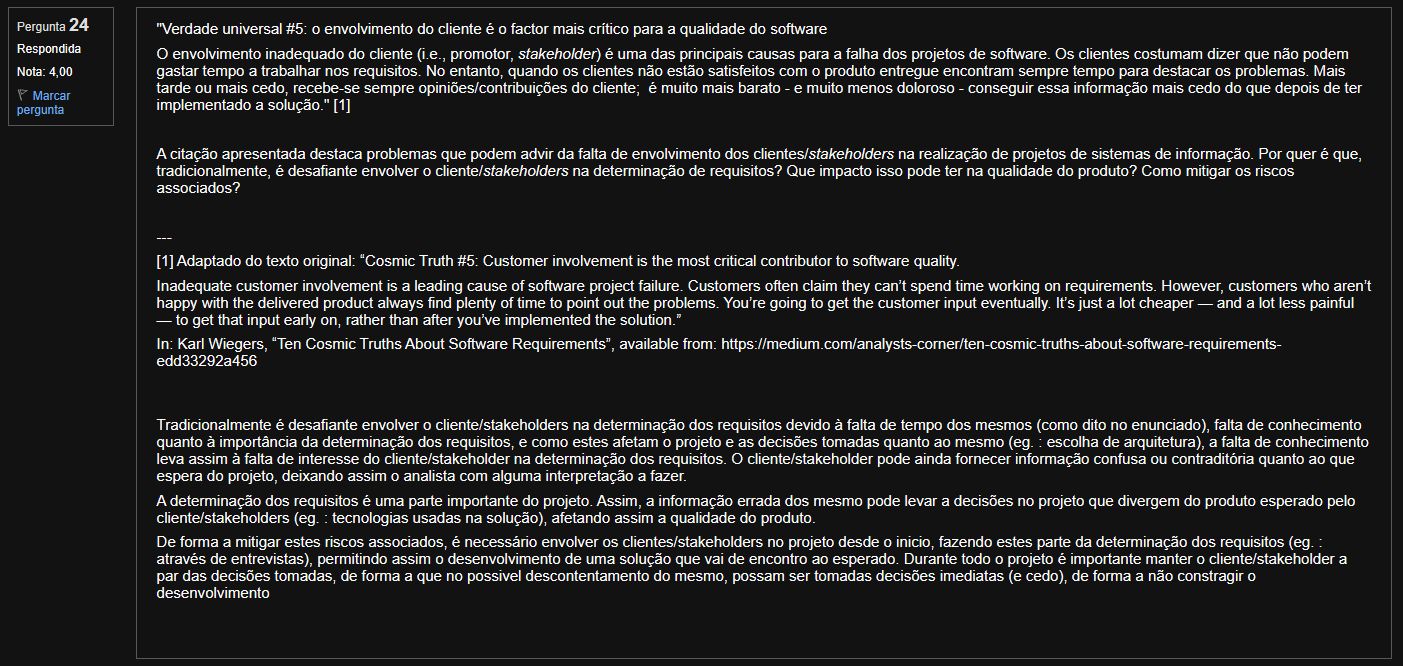 Pergunta 24
Respondida
Nota: 4,00
Marcar
pergunta
"Verdade universal #5: o envolvimento do cliente é o factor mais crítico para a qualidade do software
O envolvimento inadequado do cliente (i.e., promotor, stakeholder) é uma das principais causas para a falha dos projetos de software. Os clientes costumam dizer que não podem
gastar tempo a trabalhar nos requisitos. No entanto, quando os clientes não estão satisfeitos com o produto entregue encontram sempre tempo para destacar os problemas. Mais
tarde ou mais cedo, recebe-se sempre opiniões/contribuições do cliente;  é muito mais barato - e muito menos doloroso - conseguir essa informação mais cedo do que depois de ter
implementado a solução." [1]
A citação apresentada destaca problemas que podem advir da falta de envolvimento dos clientes/stakeholders na realização de projetos de sistemas de informação. Por quer é que,
tradicionalmente, é desafiante envolver o cliente/stakeholders na determinação de requisitos? Que impacto isso pode ter na qualidade do produto? Como mitigar os riscos
associados?
---
[1] Adaptado do texto original: “Cosmic Truth #5: Customer involvement is the most critical contributor to software quality.
Inadequate customer involvement is a leading cause of software project failure. Customers often claim they can’t spend time working on requirements. However, customers who aren’t
happy with the delivered product always find plenty of time to point out the problems. You’re going to get the customer input eventually. It’s just a lot cheaper — and a lot less painful
— to get that input early on, rather than after you’ve implemented the solution.”
In: Karl Wiegers, “Ten Cosmic Truths About Software Requirements”, available from: https://medium.com/analysts-corner/ten-cosmic-truths-about-software-requirements-
edd33292a456
Tradicionalmente é desafiante envolver o cliente/stakeholders na determinação dos requisitos devido à falta de tempo dos mesmos (como dito no enunciado), falta de conhecimento
quanto à importância da determinação dos requisitos, e como estes afetam o projeto e as decisões tomadas quanto ao mesmo (eg. : escolha de arquitetura), a falta de conhecimento
leva assim à falta de interesse do cliente/stakeholder na determinação dos requisitos. O cliente/stakeholder pode ainda fornecer informação confusa ou contraditória quanto ao que
espera do projeto, deixando assim o analista com alguma interpretação a fazer.
A determinação dos requisitos é uma parte importante do projeto. Assim, a informação errada dos mesmo pode levar a decisões no projeto que divergem do produto esperado pelo
cliente/stakeholders (eg. : tecnologias usadas na solução), afetando assim a qualidade do produto.
De forma a mitigar estes riscos associados, é necessário envolver os clientes/stakeholders no projeto desde o inicio, fazendo estes parte da determinação dos requisitos (eg. :
através de entrevistas), permitindo assim o desenvolvimento de uma solução que vai de encontro ao esperado. Durante todo o projeto é importante manter o cliente/stakeholder a
par das decisões tomadas, de forma a que no possivel descontentamento do mesmo, possam ser tomadas decisões imediatas (e cedo), de forma a não constragir o
desenvolvimento